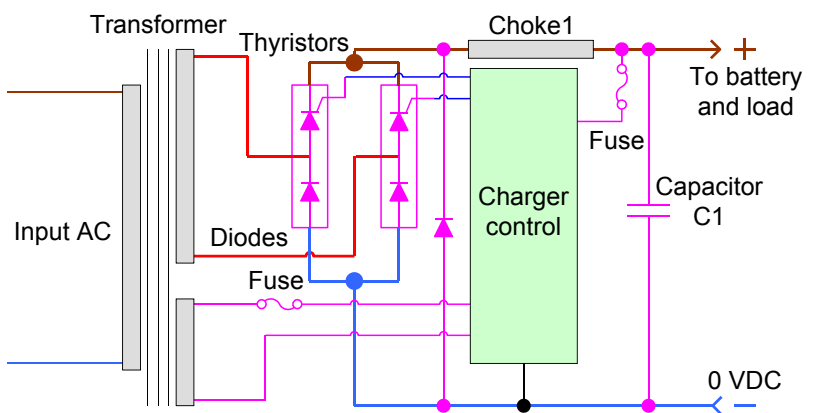 Transformer
Choke1
Thyristors
+
To battery
and load
Fuse
Charger
control
Capacitor
C1
Input AC
Diodes
Fuse
0 VDC
−